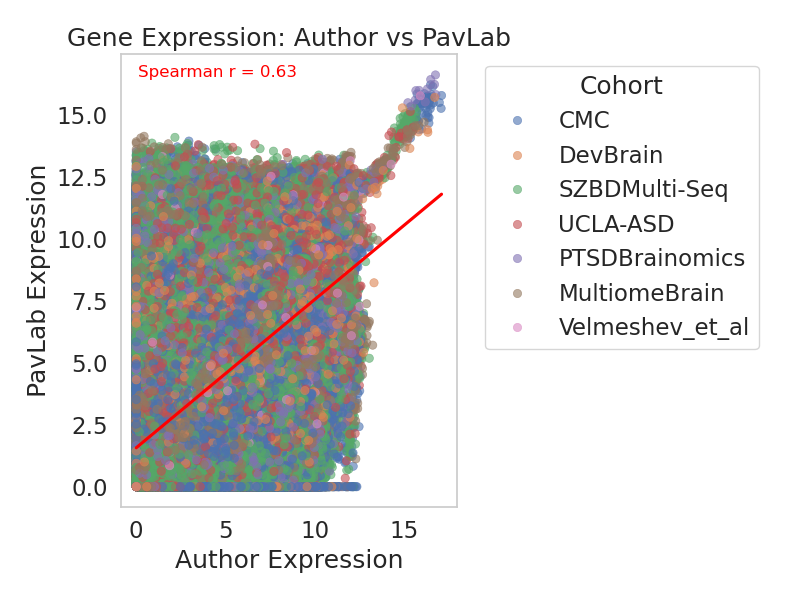 Gene Expression: Author vs PavLab
Spearman r = 0.63
PavLab Expression
15.0
12.5
10.0
7.5
5.0
2.5
0.0
0 5 10 15
Author Expression
Cohort
CMC
DevBrain
SZBDMulti-Seq
UCLA-ASD
PTSDBrainomics
MultiomeBrain
Velmeshev_et_al